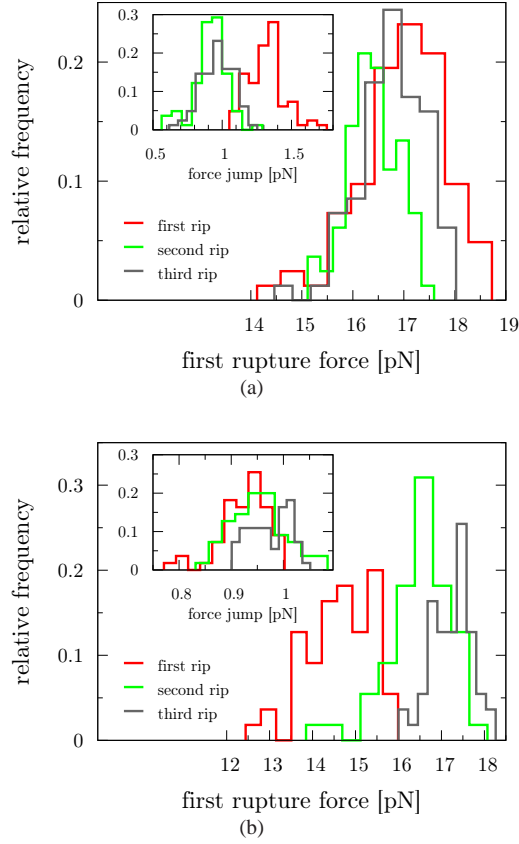 0.3
0.2
0.1
0
0.5
1
1.5
force jump [pN]
0.2
0.1
0
relative frequency
first rip
second rip
third rip
14
15
16
17
18
19
first rupture force [pN]
(a)
0.3
0.2
0.1
0
0.8
0.9
1
force jump [pN]
0.3
0.2
0.1
0
relative frequency
first rip
second rip
third rip
12
13
14
15
16
17
18
first rupture force [pN]
(b)